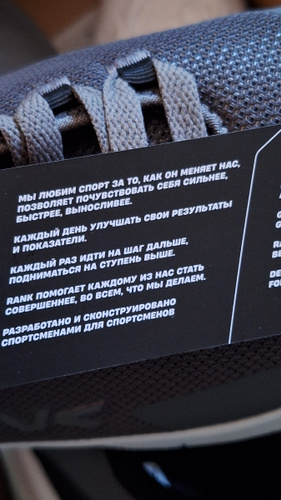 МЫ ЛЮБИМ СПОРТ ЗА ТО, КАК ОН МЕНЯЕТ НАС,
ПОЗВОЛЯЕТ ПОЧУВСТВОВАТЬ СЕБЯ СИЛЬНЕЕ,
БЫСТРЕЕ, ВЫНОСЛИВЕЕ.
КАЖДЫЙ ДЕНЬ УЛУЧШАТЬ СВОИ РЕЗУЛЬТАТЫ
И ПОКАЗАТЕЛИ.
КАЖДЫЙ РАЗ ИДТИ НА ШАГ ДАЛЬШЕ,
ПОДНИМАТЬСЯ НА СТУПЕНЬ ВЫШЕ.
RANK ПОМОГАЕТ КАЖДОМУ ИЗ НАС СТАТЬ
СОВЕРШЕННЕЕ, ВО ВСЕМ, ЧТО МЫ ДЕЛАЕМ.
РАЗРАБОТАНО И СКОНСТРУИРОВАНО
СПОРТСМЕНАМИ ДЛЯ СПОРТСМЕНОВ